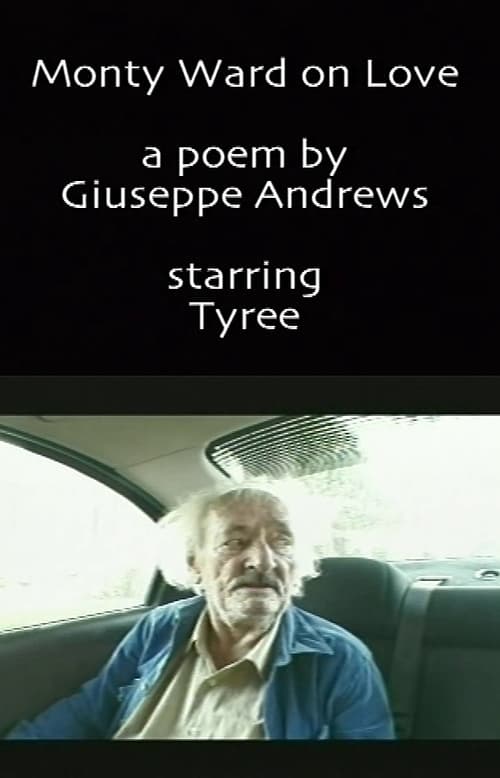 Monty Ward on Love
a poem by
Giuseppe Andrews
starring
Tyree